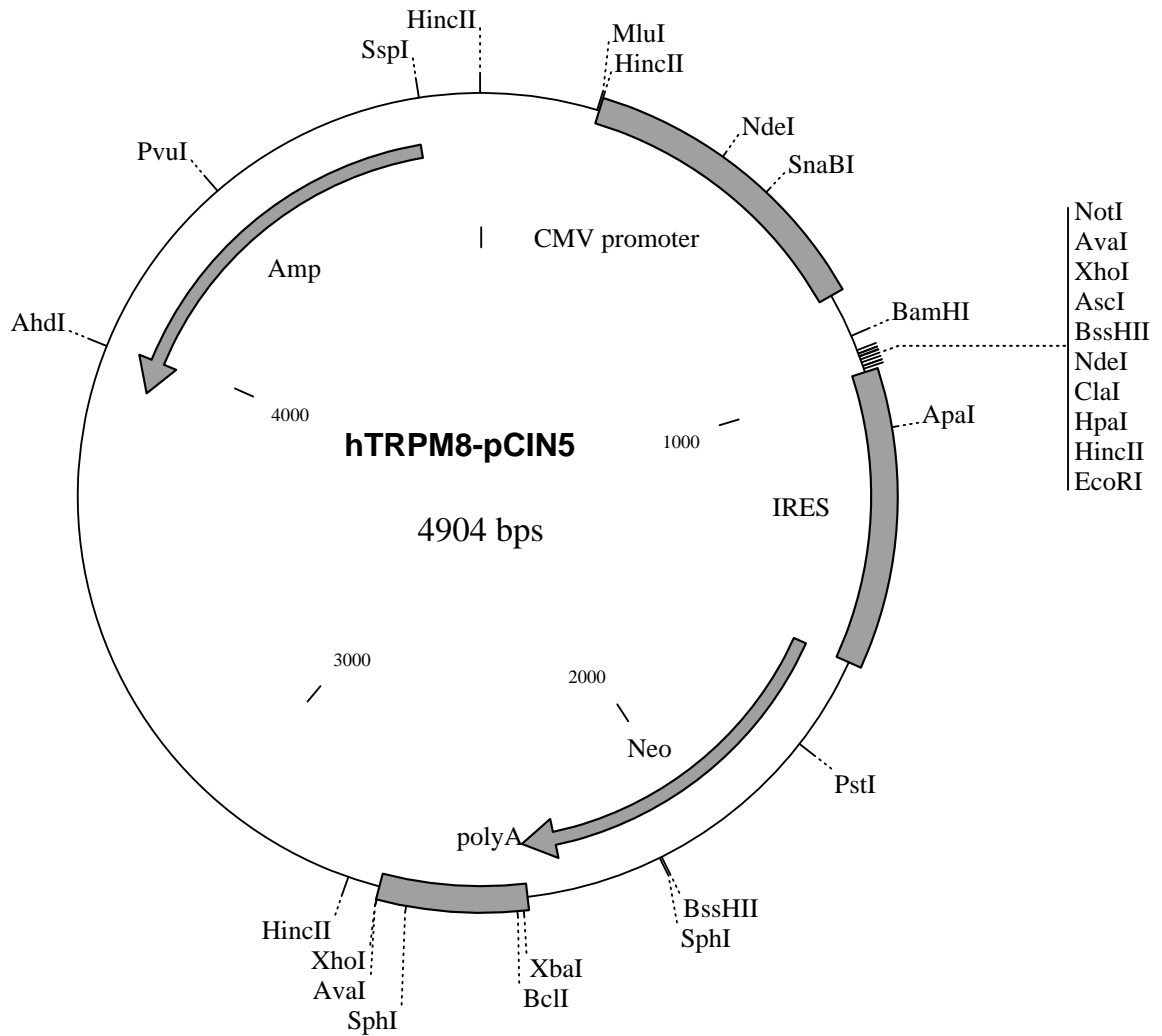 HincII
MluI
SspI
HincII
NdeI
PvuI
SnaBI
NotI
AvaI
XhoI
AscI
BssHII
NdeI
ClaI
HpaI
HincII
EcoRI
CMV promoter
Amp
BamHI
AhdI
4000
1000
ApaI
hTRPM8-pCIN5
IRES
4904 bps
3000
2000
Neo
PstI
polyA
BssHII
SphI
HincII
XhoI
AvaI
SphI
XbaI
BclI